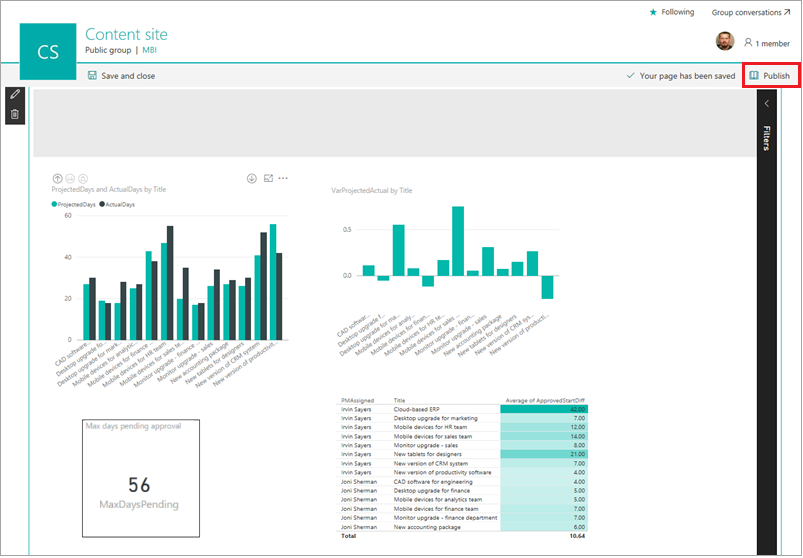 Following Group conversations
CS
Content site
Public group | MBI
1 member
Save and close
Your page has been saved
Publish
Filters
ProjectedDays and ActualDays by Title
ProjectedDays ActualDays
60
40
20
0
CAD software...
Desktop upgrade fo...
Desktop upgrade for mark...
Mobile devices for analytic...
Mobile devices for finance ...
Mobile devices for HR team
Mobile devices for sales te...
Monitor upgrade - finance ...
Monitor upgrade - sales
New accounting package
New tablets for designers
New version of CRM system
New version of productivit...
VarProjectedActual by Title
0.5
0.0
CAD softwar...
Desktop upgrade f...
Desktop upgrade for ma...
Mobile devices for analy...
Mobile devices for finan...
Mobile devices for HR te...
Mobile devices for sales ...
Monitor upgrade - finan...
Monitor upgrade - sales
New accounting package
New tablets for designers
New version of CRM sys...
New version of producti...
Max days pending approval
56
MaxDaysPending
PMAssigned Title Average of ApprovedStartDiff
Irvin Sayers Cloud-based ERP 42.00
Irvin Sayers Desktop upgrade for marketing 7.00
Irvin Sayers Mobile devices for HR team 12.00
Irvin Sayers Mobile devices for sales team 14.00
Irvin Sayers Monitor upgrade - sales 8.00
Irvin Sayers New tablets for designers 21.00
Irvin Sayers New version of CRM system 7.00
Irvin Sayers New version of productivity software 4.00
Joni Sherman CAD software for engineering 4.00
Joni Sherman Desktop upgrade for finance 5.00
Joni Sherman Mobile devices for analytics team 5.00
Joni Sherman Mobile devices for finance team 7.00
Joni Sherman Monitor upgrade - finance department 7.00
Joni Sherman New accounting package 6.00
Total 10.64